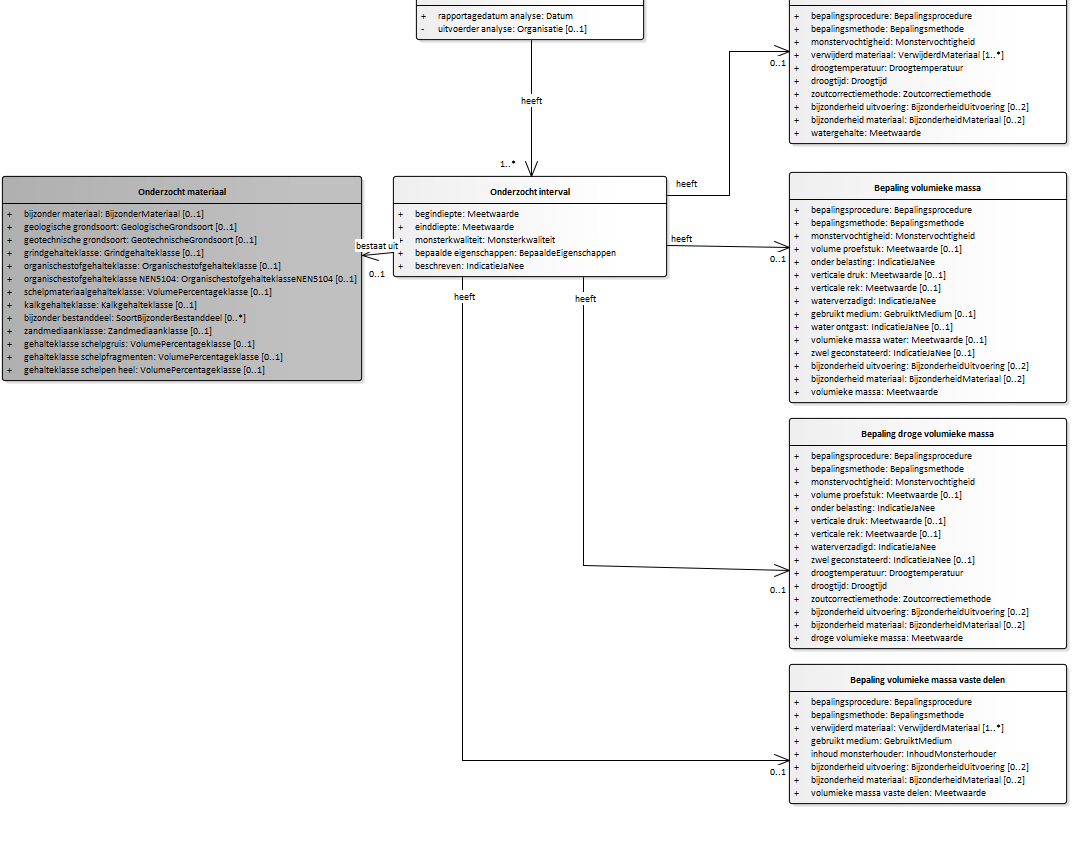 + rapportagedatum analyse: Datum
- uitvoerder analyse: Organisatie [0..1]
heeft
1..*
+ bepalingsprocedure: Bepalingsprocedure
+ bepalingsmethode: Bepalingsmethode
+ monstervochtigheid: Monstervochtigheid
+ verwijderd materiaal: VerwijderdMateriaal [1..*]
+ droogtemperatuur: Droogtemperatuur
+ droogtijd: Droogtijd
+ zoutcorrectiemethode: Zoutcorrectiemethode
+ bijzonderheid uitvoering: BijzonderheidUitvoering [0..2]
+ bijzonderheid materiaal: BijzonderheidMateriaal [0..2]
+ watergehalte: Meetwaarde
0..1
heeft
Onderzocht materiaal
+ bijzonder materiaal: BijzonderMateriaal [0..1]
+ geologische grondsoort: GeologischeGrondsoort [0..1]
+ geotechnische grondsoort: GeotechnischeGrondsoort [0..1]
+ grindgehalteklasse: Grindgehalteklasse [0..1]
+ organischestofgehalteklasse: Organischestofgehalteklasse [0..1]
+ organischestofgehalteklasse NEN5104: OrganischestofgehalteklasseNEN5104 [0..1]
+ schelpmateriaalgehalteklasse: VolumePercentageklasse [0..1]
+ kalkgehalteklasse: Kalkgehalteklasse [0..1]
+ bijzonder bestanddeel: SoortBijzonderBestanddeel [0..*]
+ zandmediaanklasse: Zandmediaanklasse [0..1]
+ gehalteklasse schelpgruis: VolumePercentageklasse [0..1]
+ gehalteklasse schelpfragmenten: VolumePercentageklasse [0..1]
+ gehalteklasse schelpen heel: VolumePercentageklasse [0..1]
bestaat uit
0..1
Onderzocht interval
+ begindiepte: Meetwaarde
+ einddiepte: Meetwaarde
+ monsterkwaliteit: Monsterkwaliteit
+ bepaalde eigenschappen: BepaaldeEigenschappen
+ beschreven: IndicatieJaNee
heeft
0..1
heeft
heeft
Bepaling volumieke massa
+ bepalingsprocedure: Bepalingsprocedure
+ bepalingsmethode: Bepalingsmethode
+ monstervochtigheid: Monstervochtigheid
+ volume proefstuk: Meetwaarde [0..1]
+ onder belasting: IndicatieJaNee
+ verticale druk: Meetwaarde [0..1]
+ verticale rek: Meetwaarde [0..1]
+ waterverzadigd: IndicatieJaNee
+ gebruikt medium: GebruiktMedium [0..1]
+ water ontgast: IndicatieJaNee [0..1]
+ volumieke massa water: Meetwaarde [0..1]
+ zwel geconstateerd: IndicatieJaNee [0..1]
+ bijzonderheid uitvoering: BijzonderheidUitvoering [0..2]
+ bijzonderheid materiaal: BijzonderheidMateriaal [0..2]
+ volumieke massa: Meetwaarde
Bepaling droge volumieke massa
+ bepalingsprocedure: Bepalingsprocedure
+ bepalingsmethode: Bepalingsmethode
+ monstervochtigheid: Monstervochtigheid
+ volume proefstuk: Meetwaarde [0..1]
+ onder belasting: IndicatieJaNee
+ verticale druk: Meetwaarde [0..1]
+ verticale rek: Meetwaarde [0..1]
+ waterverzadigd: IndicatieJaNee
+ zwel geconstateerd: IndicatieJaNee [0..1]
+ droogtemperatuur: Droogtemperatuur
+ droogtijd: Droogtijd
+ zoutcorrectiemethode: Zoutcorrectiemethode
+ bijzonderheid uitvoering: BijzonderheidUitvoering [0..2]
+ bijzonderheid materiaal: BijzonderheidMateriaal [0..2]
+ droge volumieke massa: Meetwaarde
0..1
Bepaling volumieke massa vaste delen
+ bepalingsprocedure: Bepalingsprocedure
+ bepalingsmethode: Bepalingsmethode
+ verwijderd materiaal: VerwijderdMateriaal [1..*]
+ gebruikt medium: GebruiktMedium
+ inhoud monsterhouder: InhoudMonsterhouder
+ bijzonderheid uitvoering: BijzonderheidUitvoering [0..2]
+ bijzonderheid materiaal: BijzonderheidMateriaal [0..2]
+ volumieke massa vaste delen: Meetwaarde
0..1